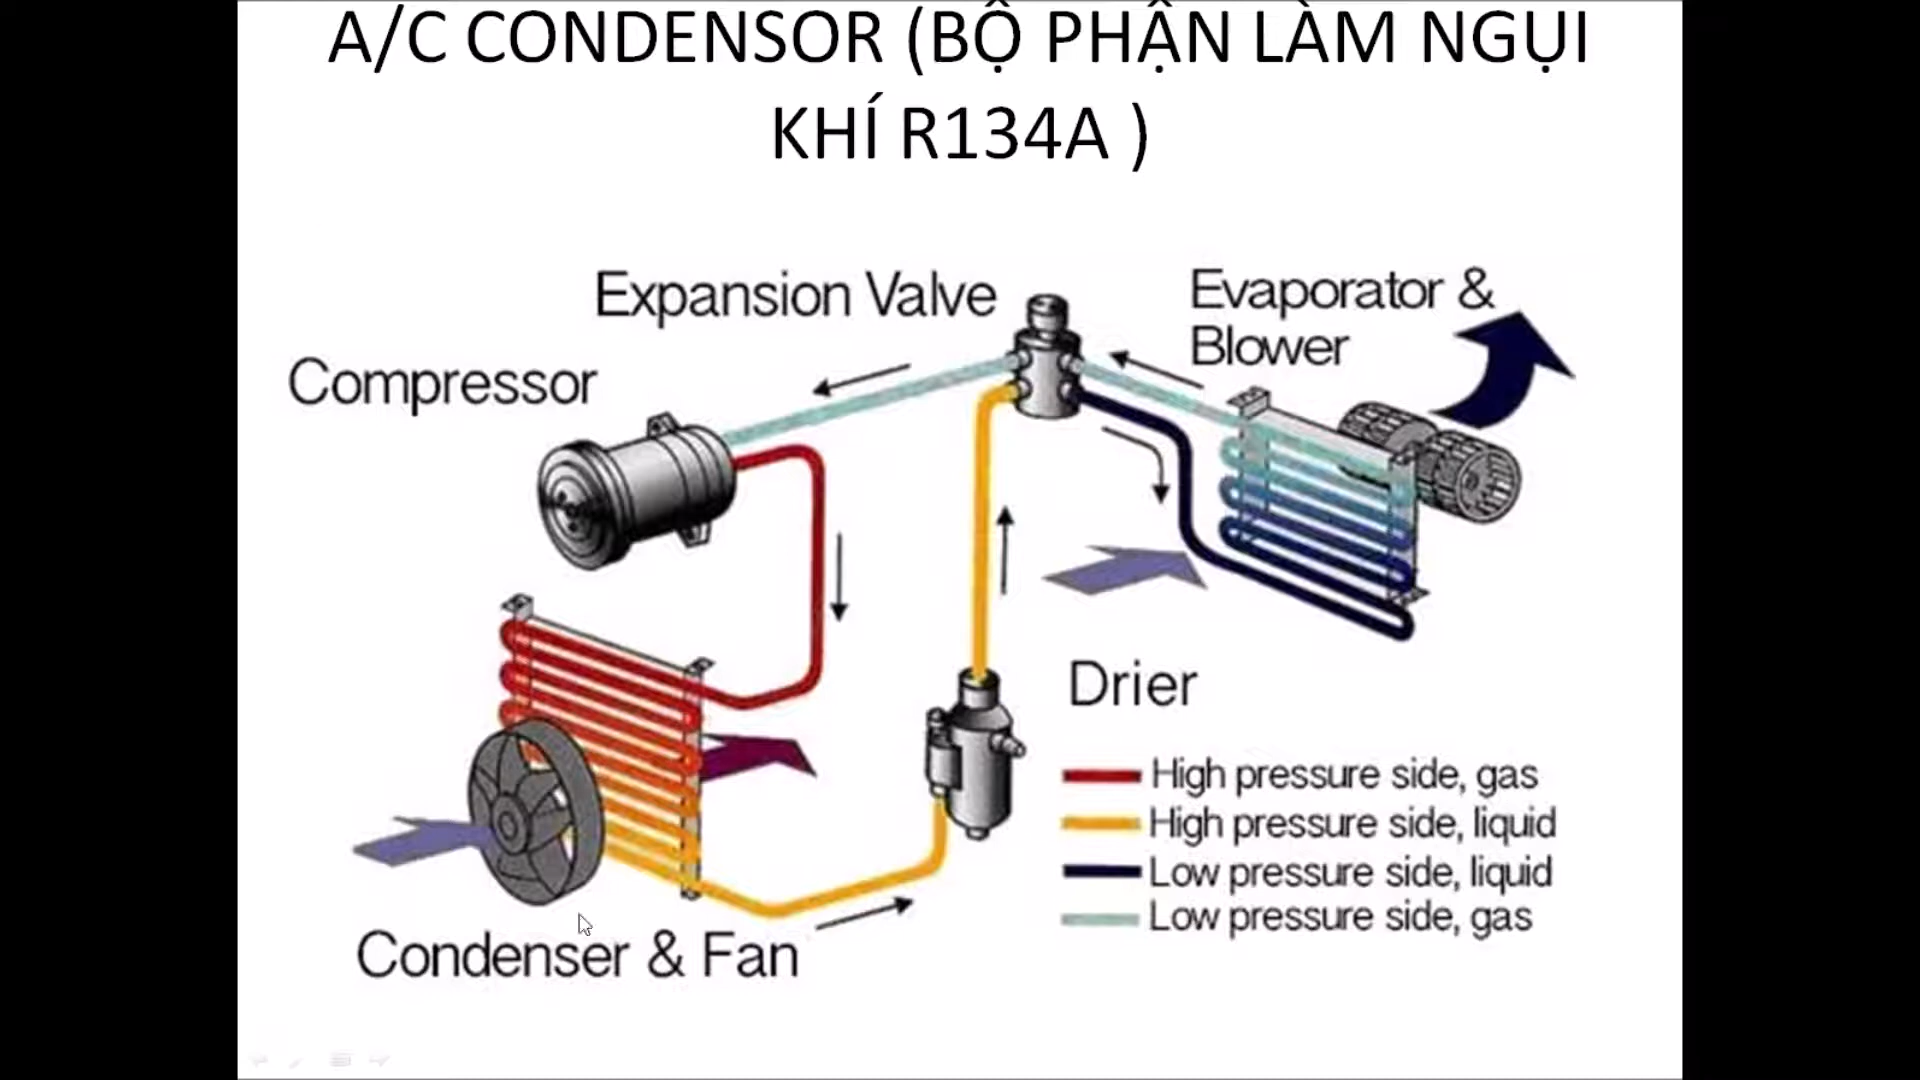 A/C CONDENSOR (BỘ PHẬN LÀM NGỤI
KHÍ R134A )
Expansion Valve
Evaporator &
Blower
Compressor
Drier
High pressure side, gas
High pressure side, liquid
Low pressure side, liquid
Low pressure side, gas
Condenser & Fan